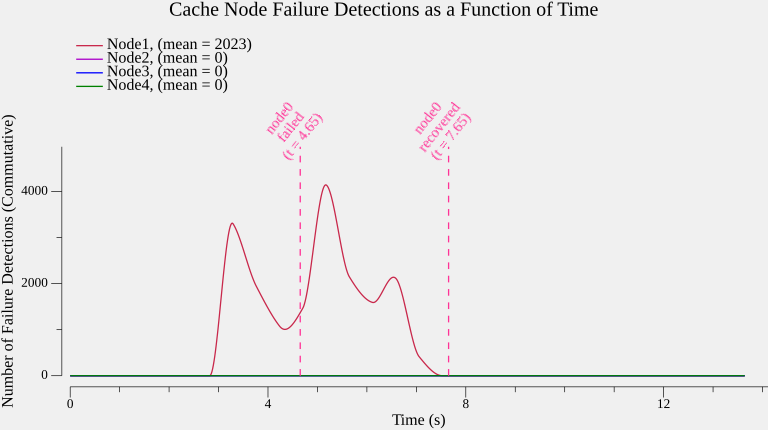 Cache Node Failure Detections as a Function of Time
Node1, (mean = 2023)
Node2, (mean = 0)
Node3, (mean = 0)
Node4, (mean = 0)
node0
failed
(t = 4.65)
node0
recovered
(t = 7.65)
Number of Failure Detections (Commutative)
4000
2000
0
0
4
8
12
Time (s)